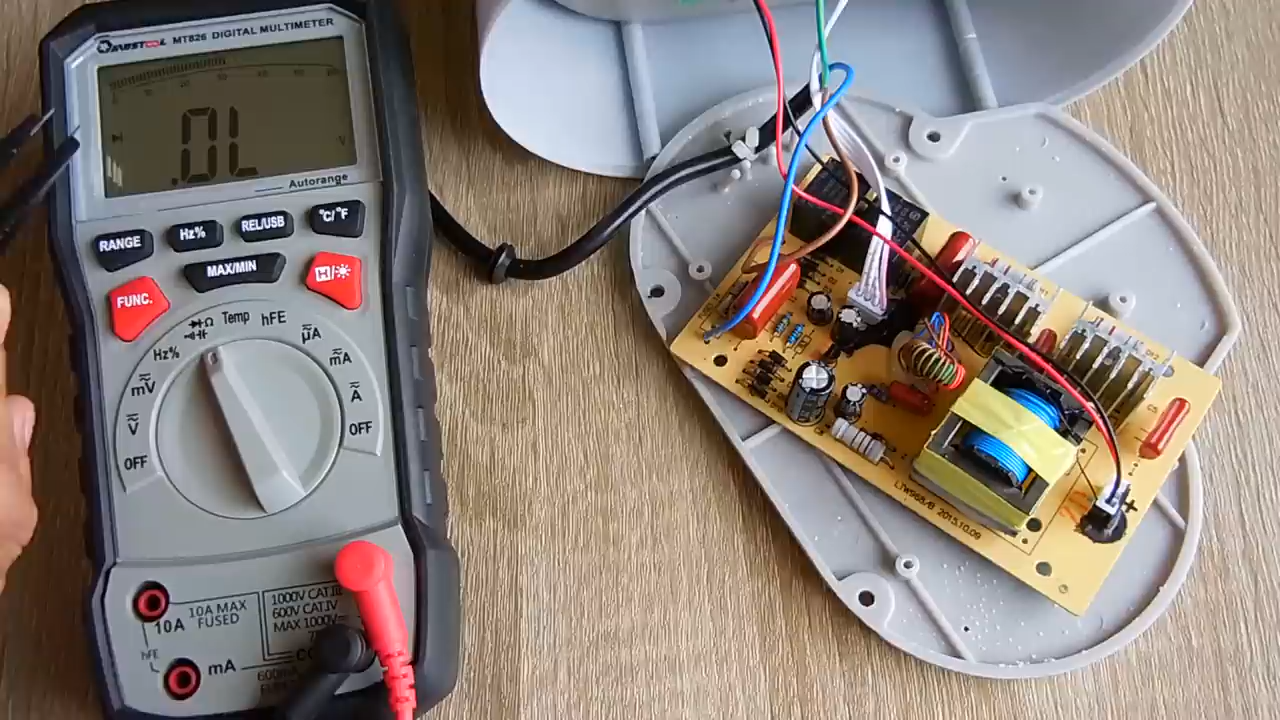 MT826 DIGITAL MULTIMETER
.0L
V
Autorange
RANGE
Hz%
REL/USB
°C/°F
FUNC.
MAX/MIN
H/
Ω
Temp
hFE
Hz%
µA
mV
mA
V
A
OFF
OFF
10A MAX
FUSED
10A
hFE
mA
1000V CAT.III
600V CAT.IV
MAX 1000V
LTW968/B 2015.10.09
+